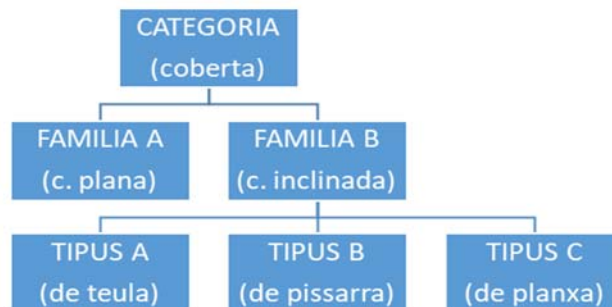 CATEGORIA
(coberta)
FAMILIA A
(c. plana)
FAMILIA B
(c. inclinada)
TIPUS A
(de teula)
TIPUS B
(de pissarra)
TIPUS C
(de planxa)